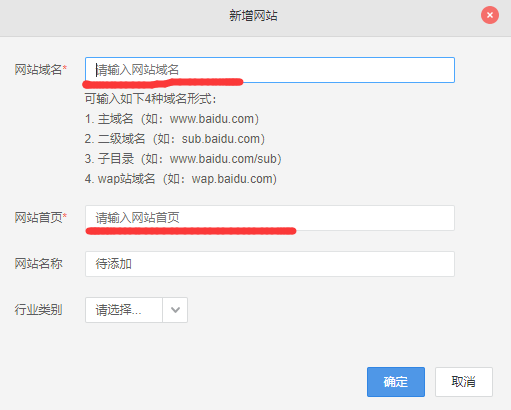 新增网站
网站域名* 请输入网站域名
可输入如下4种域名形式：
1. 主域名（如：www.baidu.com）
2. 二级域名（如：sub.baidu.com）
3. 子目录（如：www.baidu.com/sub）
4. wap站域名（如：wap.baidu.com)
网站首页* 请输入网站首页
网站名称 待添加
行业类别 请选择...
确定 取消